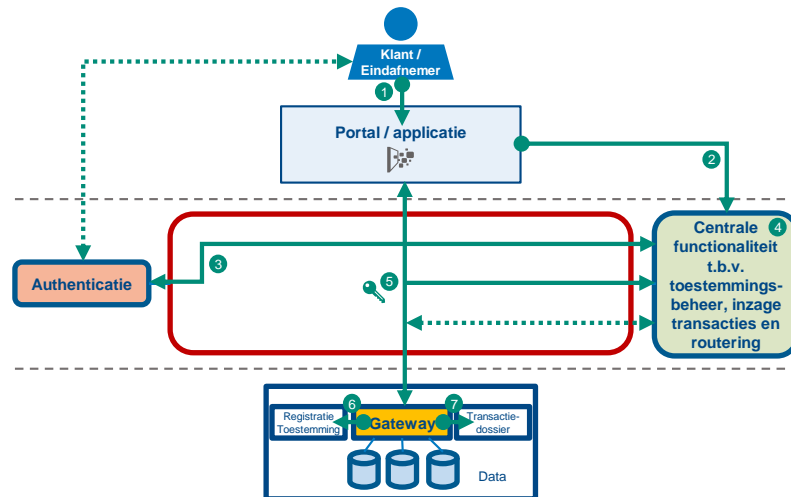 Klant /
Eindafnemer
1
Portal / applicatie
2
Centrale
4
functionaliteit
t.b.v.
toestemmings-
beheer, inzage
transacties en
routering
3
Authenticatie
5
6
7
Registratie
Toestemming
Gateway
Transactie-
dossier
Data